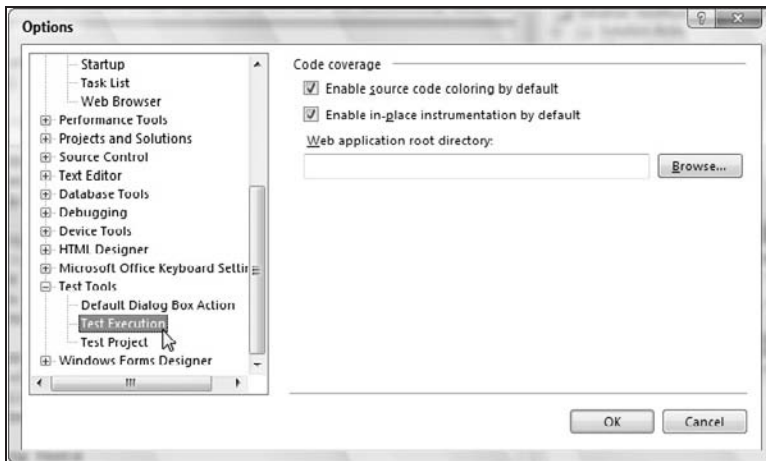 Options
Startup
Task List
Web Browser
Performance Tools
Projects and Solutions
Source Control
Text Editor
Database Tools
Debugging
Device Tools
HTML Designer
Microsoft Office Keyboard Settin
Test Tools
Default Dialog Box Action
Test Execution
Test Project
Windows Forms Designer
Code coverage
Enable source code coloring by default
Enable in-place instrumentation by default
Web application root directory:
Browse...
OK
Cancel